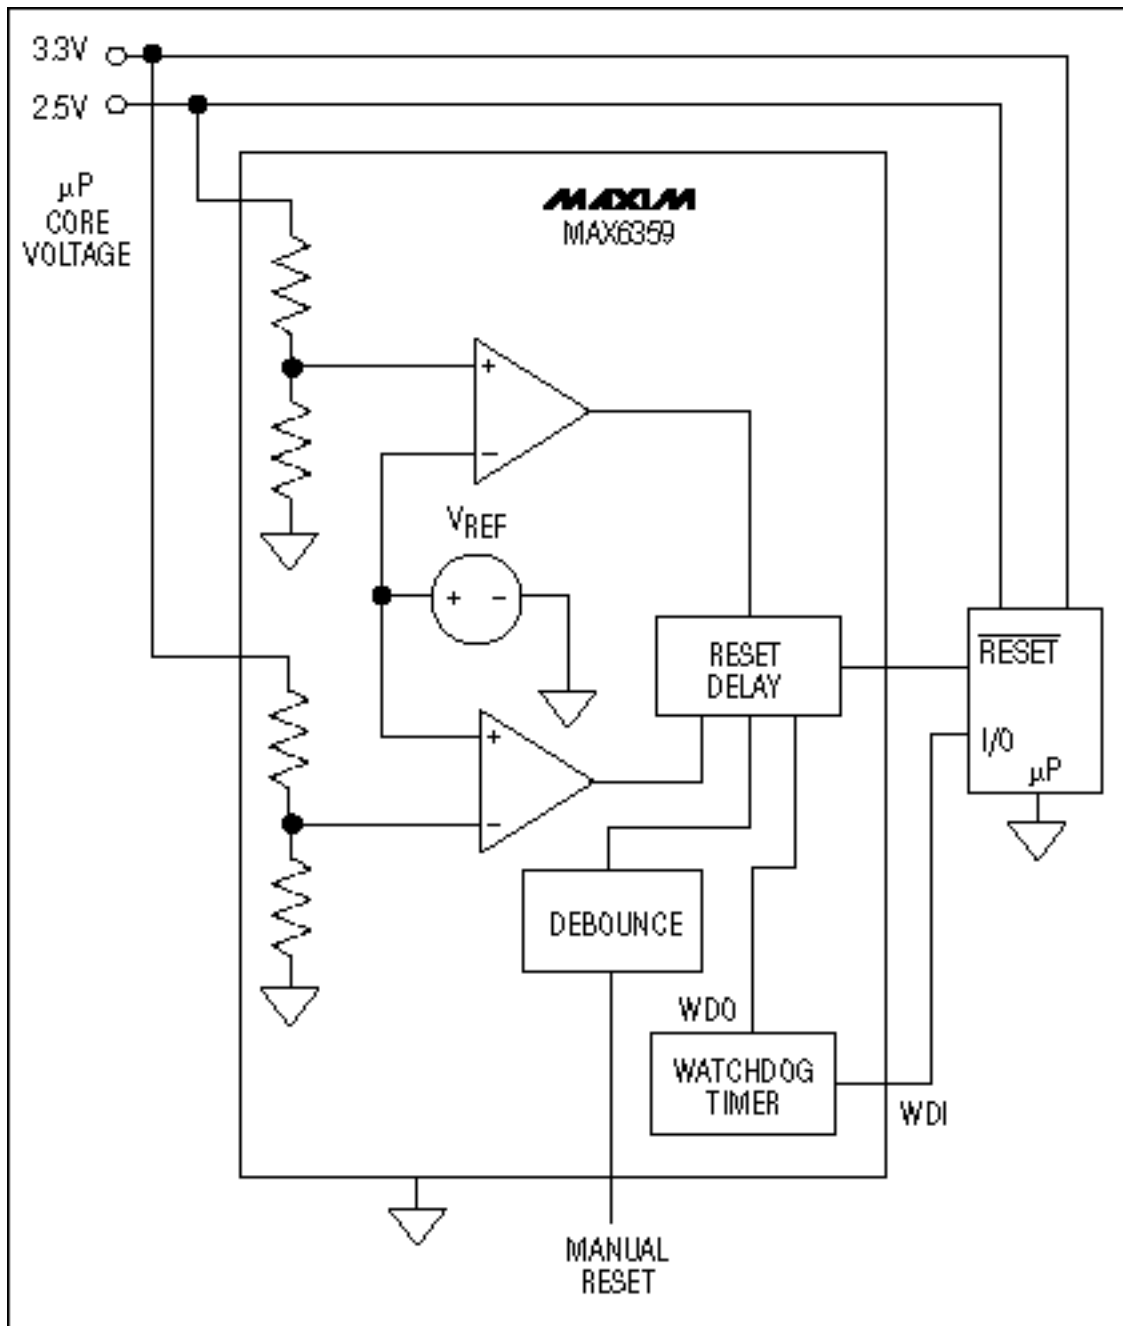 3.3V
2.5V
μP
CORE
VOLTAGE
MAXIM
MAX6359
+
−
VREF
+ −
RESET
DELAY
RESET
I/O
μP
+
−
DEBOUNCE
WDO
WATCHDOG
TIMER
WDI
MANUAL
RESET